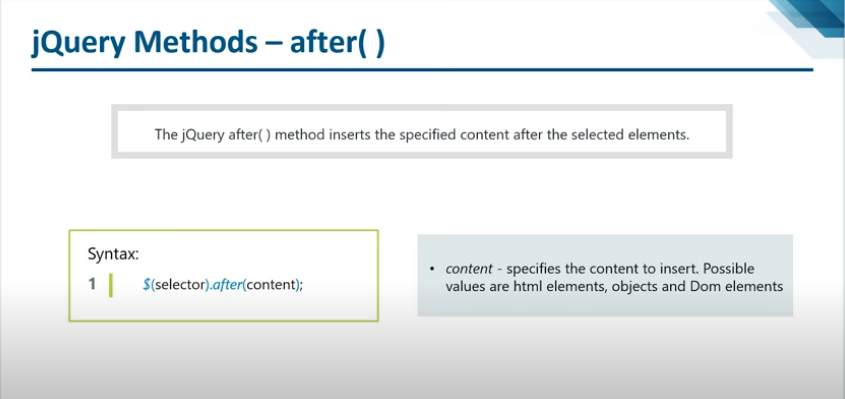 jQuery Methods – after( )
The jQuery after( ) method inserts the specified content after the selected elements.
Syntax:
1 $(selector).after(content);
• content - specifies the content to insert. Possible
values are html elements, objects and Dom elements